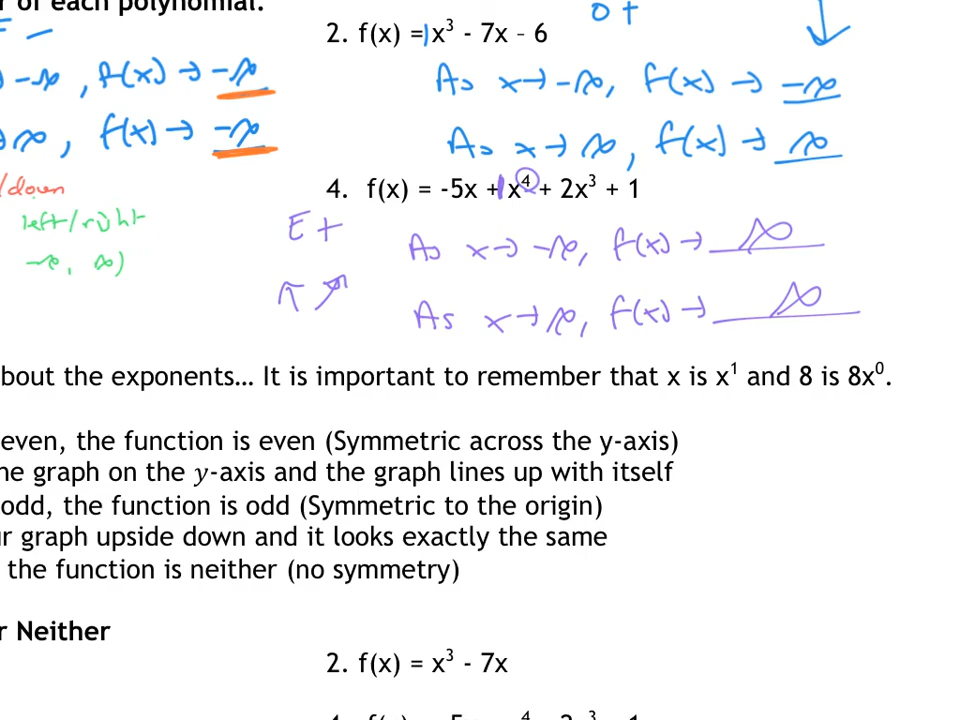 r of each polynomial.
E -
0 +
2. f(x) = 1x³ - 7x - 6
→ -∞, f(x) → -∞
As x → -∞, f(x) → -∞
→ ∞, f(x) → -∞
As x → ∞, f(x) → ∞
/down
4. f(x) = -5x + 1x⁴ + 2x³ + 1
left/right
E +
As x → -∞, f(x) → ∞
-∞, ∞)
As x → ∞, f(x) → ∞
bout the exponents... It is important to remember that x is x¹ and 8 is 8x⁰.
even, the function is even (Symmetric across the y-axis)
he graph on the y-axis and the graph lines up with itself
odd, the function is odd (Symmetric to the origin)
ur graph upside down and it looks exactly the same
the function is neither (no symmetry)
r Neither
2. f(x) = x³ - 7x